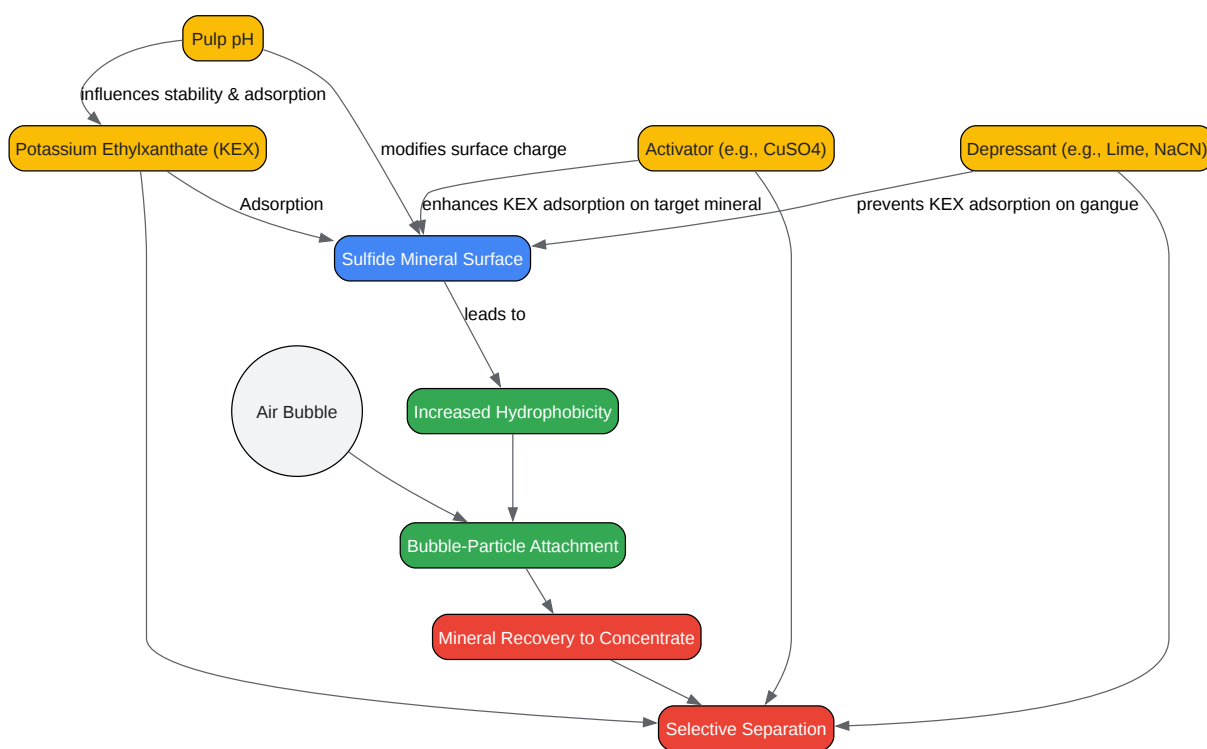 Pulp pH
influences stability & adsorption
Potassium Ethylxanthate (KEX)
modifies surface charge
Activator (e.g., CuSO4)
Depressant (e.g., Lime, NaCN)
Adsorption
enhances KEX adsorption on target mineral
prevents KEX adsorption on gangue
Sulfide Mineral Surface
leads to
Air Bubble
Increased Hydrophobicity
Bubble-Particle Attachment
Mineral Recovery to Concentrate
Selective Separation